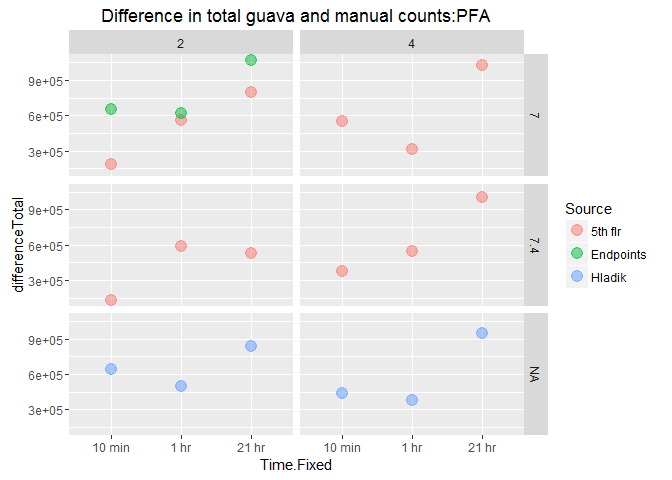 Difference in total guava and manual counts:PFA
2
4
9e+05
6e+05
3e+05
7
9e+05
6e+05
3e+05
7.4
9e+05
6e+05
3e+05
NA
differenceTotal
10 min
1 hr
21 hr
10 min
1 hr
21 hr
Time.Fixed
Source
5th flr
Endpoints
Hladik